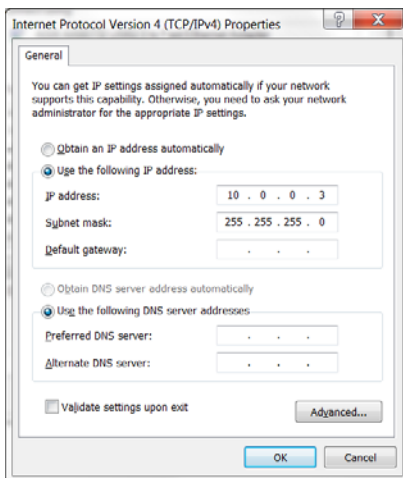 Internet Protocol Version 4 (TCP/IPv4) Properties
General
You can get IP settings assigned automatically if your network
supports this capability. Otherwise, you need to ask your network
administrator for the appropriate IP settings.
Obtain an IP address automatically
Use the following IP address:
IP address: 10 . 0 . 0 . 3
Subnet mask: 255 . 255 . 255 . 0
Default gateway: . . .
Obtain DNS server address automatically
Use the following DNS server addresses
Preferred DNS server: . . .
Alternate DNS server: . . .
Validate settings upon exit
Advanced...
OK Cancel